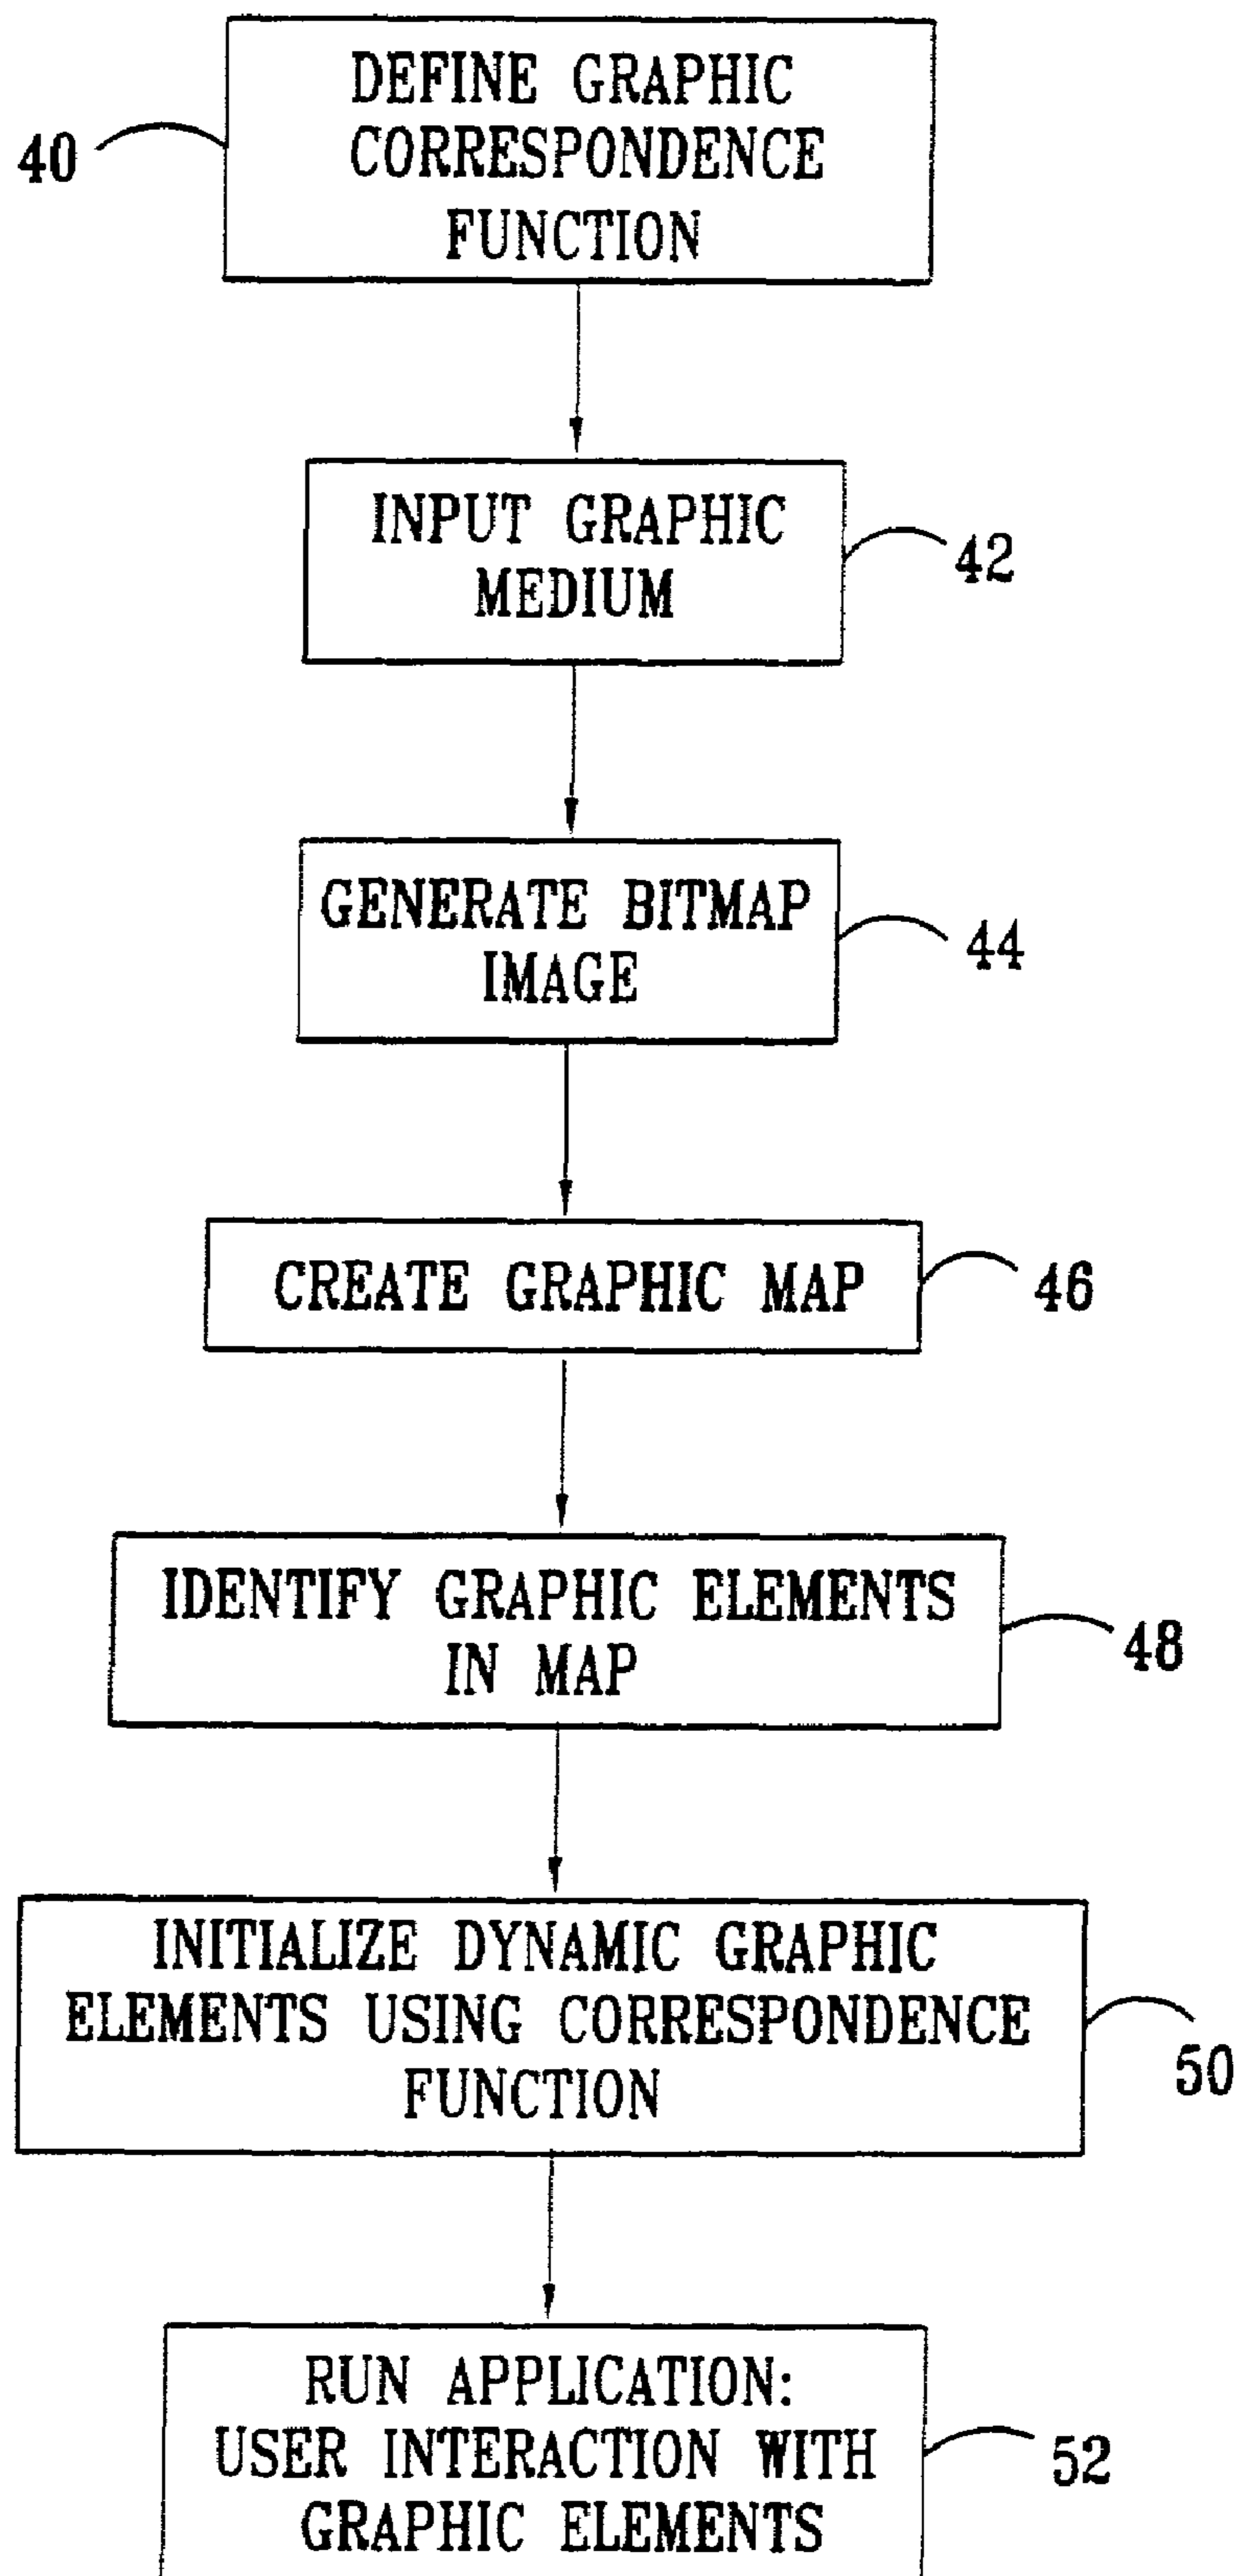 DEFINE GRAPHIC
CORRESPONDENCE
FUNCTION
40
INPUT GRAPHIC
MEDIUM
42
GENERATE BITMAP
IMAGE
44
CREATE GRAPHIC MAP
46
IDENTIFY GRAPHIC ELEMENTS
IN MAP
48
INITIALIZE DYNAMIC GRAPHIC
ELEMENTS USING CORRESPONDENCE
FUNCTION
50
RUN APPLICATION:
USER INTERACTION WITH
GRAPHIC ELEMENTS
52